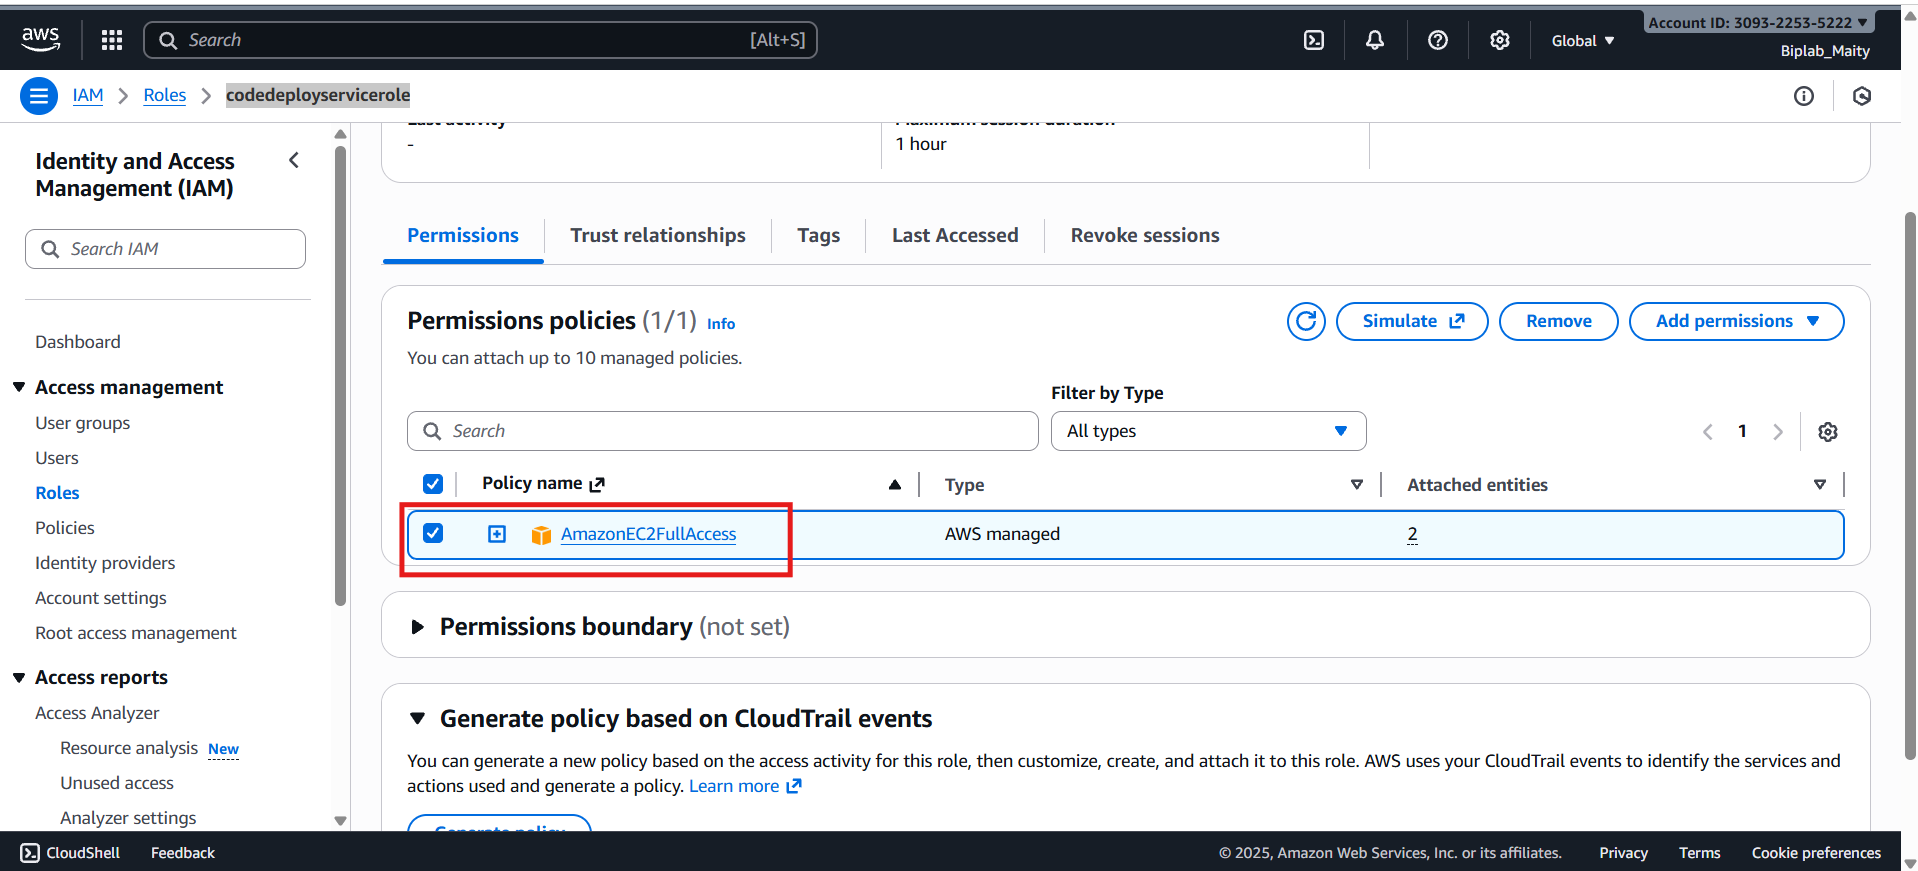 aws
Search
[Alt+S]
Global
Account ID: 3093-2253-5222
Biplab_Maity
IAM
Roles
codedeployservicerole
Identity and Access
Management (IAM)
Search IAM
Dashboard
Access management
User groups
Users
Roles
Policies
Identity providers
Account settings
Root access management
Access reports
Access Analyzer
Resource analysis New
Unused access
Analyzer settings
Last activity
-
Maximum session duration
1 hour
Permissions
Trust relationships
Tags
Last Accessed
Revoke sessions
Permissions policies (1/1) Info
You can attach up to 10 managed policies.
Simulate
Remove
Add permissions
Filter by Type
Search
All types
1
Policy name
Type
Attached entities
AmazonEC2FullAccess
AWS managed
2
Permissions boundary (not set)
Generate policy based on CloudTrail events
You can generate a new policy based on the access activity for this role, then customize, create, and attach it to this role. AWS uses your CloudTrail events to identify the services and
actions used and generate a policy. Learn more
Generate policy
CloudShell
Feedback
© 2025, Amazon Web Services, Inc. or its affiliates.
Privacy
Terms
Cookie preferences